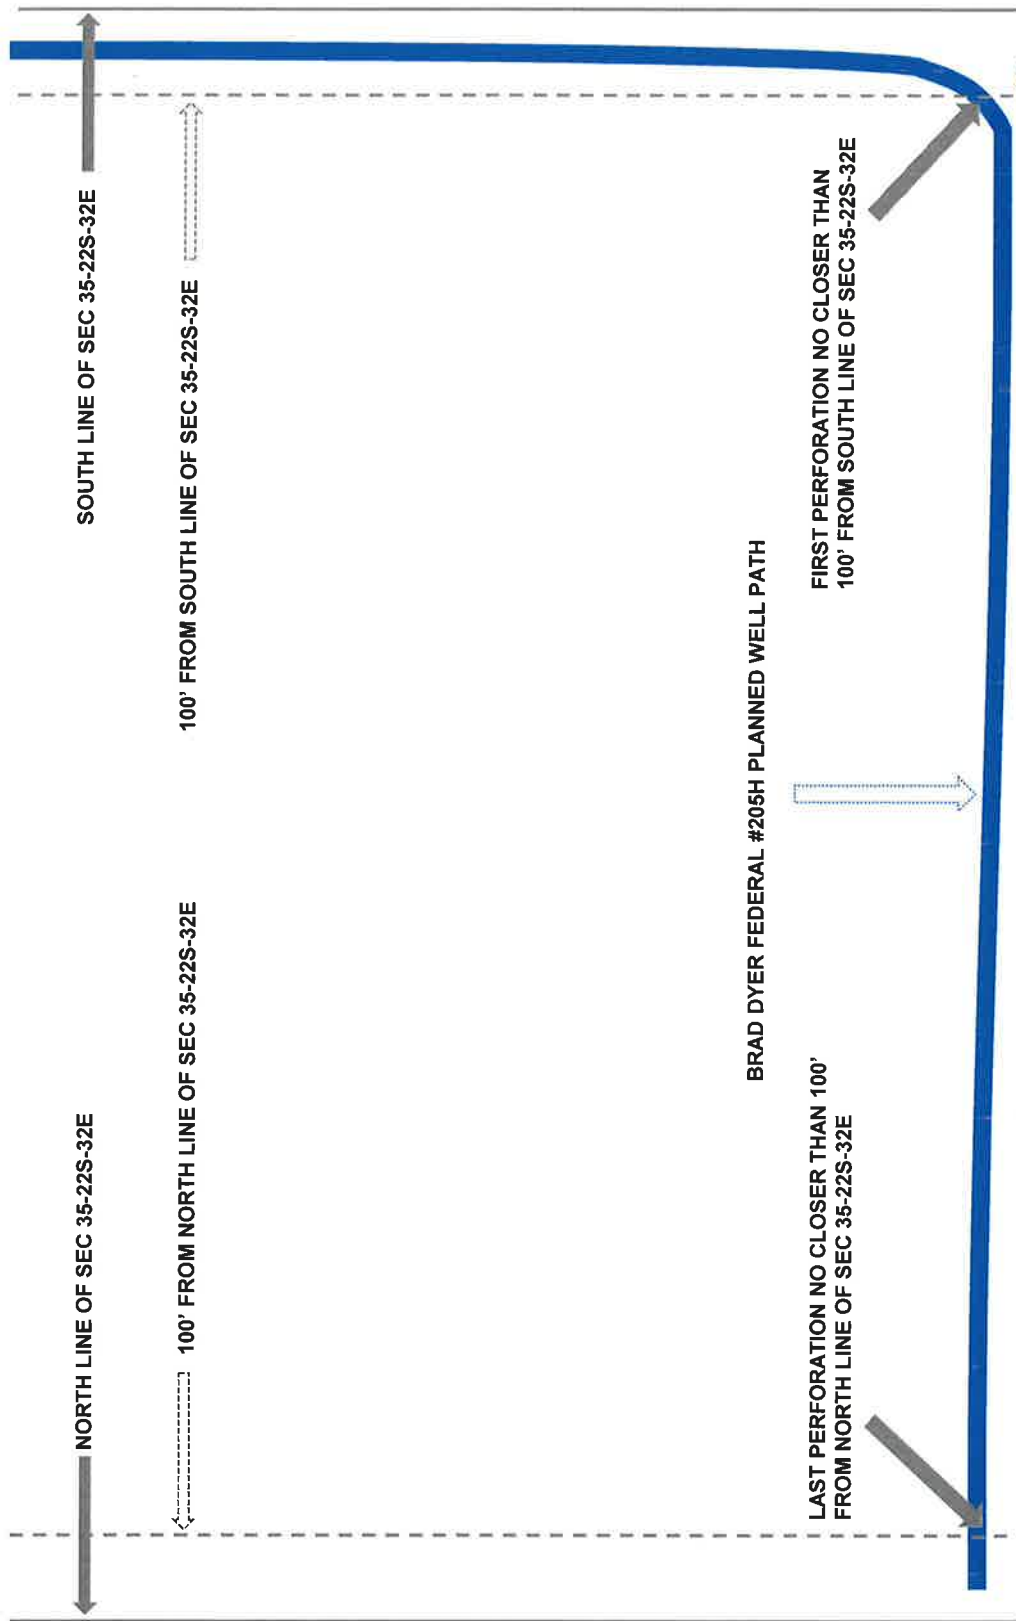 NORTH LINE OF SEC 35-22S-32E
SOUTH LINE OF SEC 35-22S-32E
100' FROM NORTH LINE OF SEC 35-22S-32E
100' FROM SOUTH LINE OF SEC 35-22S-32E
BRAD DYER FEDERAL #205H PLANNED WELL PATH
LAST PERFORATION NO CLOSER THAN 100'
FROM NORTH LINE OF SEC 35-22S-32E
FIRST PERFORATION NO CLOSER THAN
100' FROM SOUTH LINE OF SEC 35-22S-32E